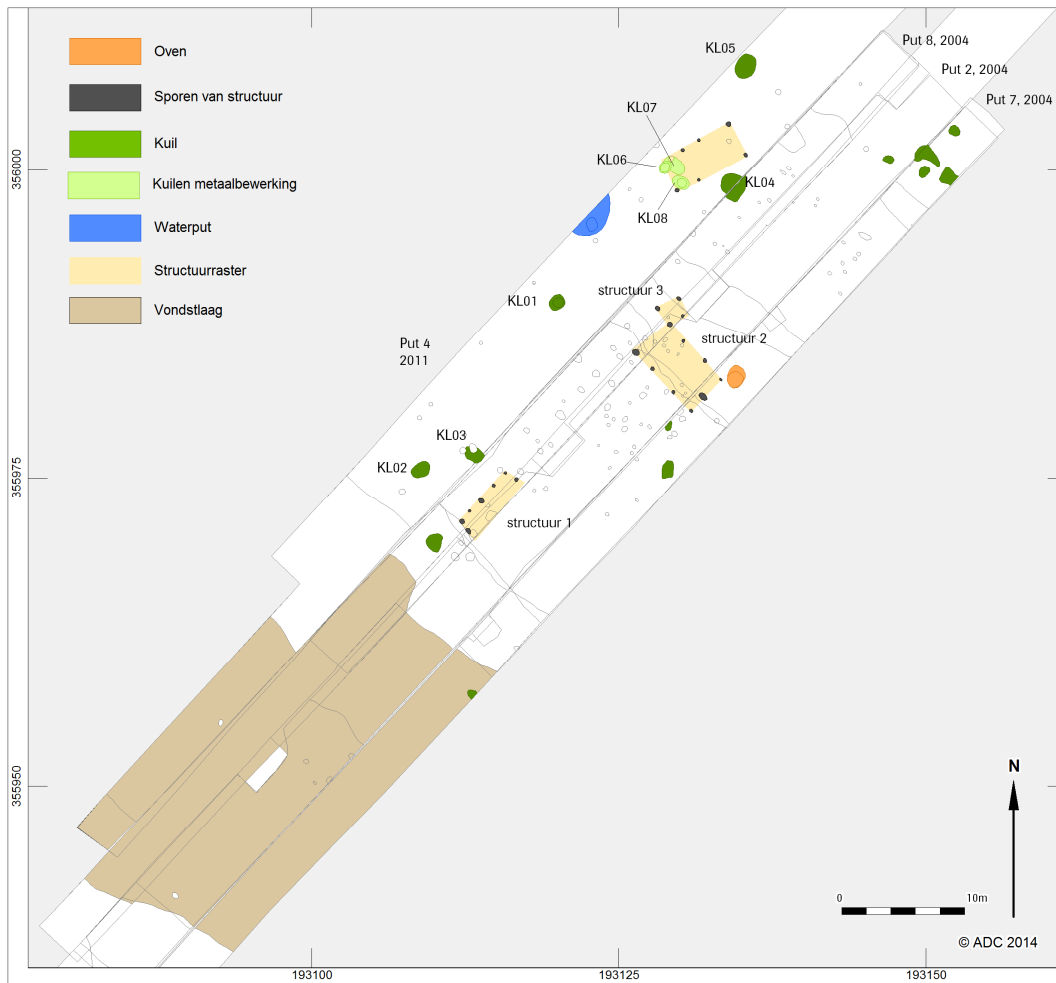 Oven
Sporen van structuur
Kuil
Kuilen metaalbewerking
Waterput
Structuurraster
Vondstlaag
KL05
Put 8, 2004
Put 2, 2004
Put 7, 2004
KL07
KL06
KL04
KL08
structuur 3
KL01
structuur 2
Put 4
2011
KL03
KL02
structuur 1
356000
355975
355950
N
0 10m
© ADC 2014
193100 193125 193150